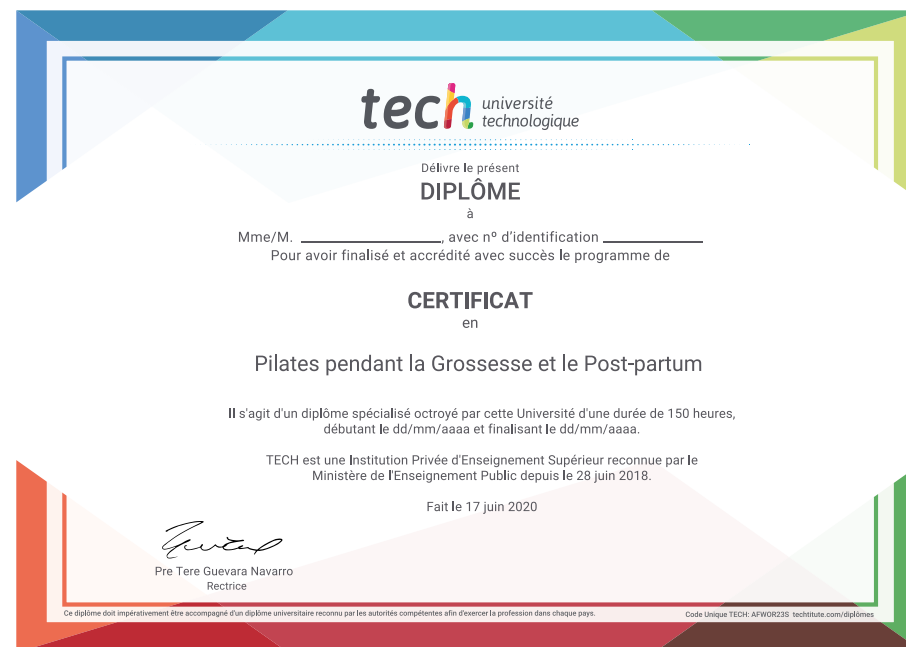 tech université
technologique
Délivre le présent
DIPLÔME
à
Mme/M. ____________________, avec nº d’identification ______________
Pour avoir finalisé et accrédité avec succès le programme de
CERTIFICAT
en
Pilates pendant la Grossesse et le Post-partum
Il s'agit d'un diplôme spécialisé octroyé par cette Université d'une durée de 150 heures,
débutant le dd/mm/aaaa et finalisant le dd/mm/aaaa.
TECH est une Institution Privée d'Enseignement Supérieur reconnue par le
Ministère de l'Enseignement Public depuis le 28 juin 2018.
Fait le 17 juin 2020
Pre Tere Guevara Navarro
Rectrice
Ce diplôme doit impérativement être accompagné d'un diplôme universitaire reconnu par les autorités compétentes afin d'exercer la profession dans chaque pays.
Code Unique TECH: AFWOR23S techtitute.com/diplômes